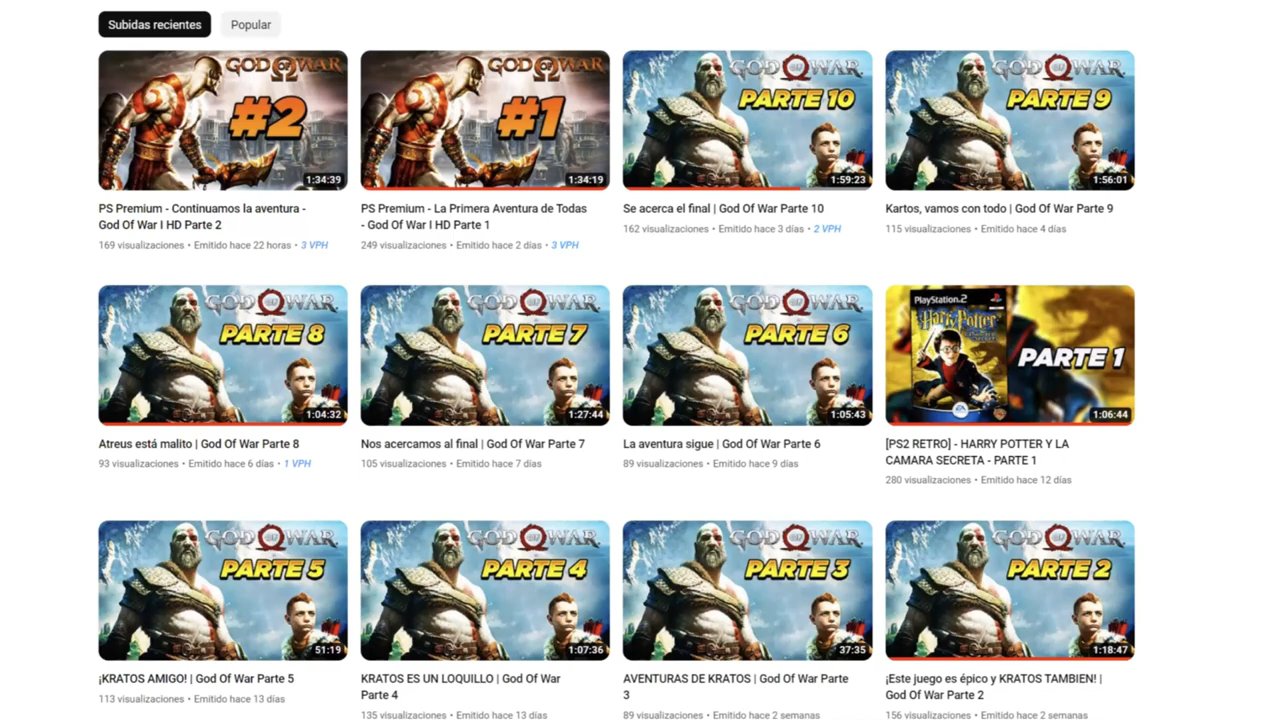 Subidas recientes
Popular
GOD OF WAR
#2
1:34:39
GOD OF WAR
#1
1:34:19
GOD OF WAR
PARTE 10
1:59:23
GOD OF WAR
PARTE 9
1:56:01
PS Premium - Continuamos la aventura -
God Of War I HD Parte 2
169 visualizaciones • Emitido hace 22 horas • 3 VPH
PS Premium - La Primera Aventura de Todas
- God Of War I HD Parte 1
249 visualizaciones • Emitido hace 2 días • 3 VPH
Se acerca el final | God Of War Parte 10
162 visualizaciones • Emitido hace 3 días • 2 VPH
Kartos, vamos con todo | God Of War Parte 9
115 visualizaciones • Emitido hace 4 días
GOD OF WAR
PARTE 8
1:04:32
GOD OF WAR
PARTE 7
1:27:44
GOD OF WAR
PARTE 6
1:05:43
PlayStation.2
Harry Potter
PARTE 1
EA
1:06:44
Atreus está malito | God Of War Parte 8
93 visualizaciones • Emitido hace 6 días • 1 VPH
Nos acercamos al final | God Of War Parte 7
105 visualizaciones • Emitido hace 7 días
La aventura sigue | God Of War Parte 6
89 visualizaciones • Emitido hace 9 días
[PS2 RETRO] - HARRY POTTER Y LA
CAMARA SECRETA - PARTE 1
280 visualizaciones • Emitido hace 12 días
GOD OF WAR
PARTE 5
51:19
GOD OF WAR
PARTE 4
1:07:36
GOD OF WAR
PARTE 3
37:35
GOD OF WAR
PARTE 2
1:18:47
¡KRATOS AMIGO! | God Of War Parte 5
113 visualizaciones • Emitido hace 13 días
KRATOS ES UN LOQUILLO | God Of War
Parte 4
135 visualizaciones • Emitido hace 13 días
AVENTURAS DE KRATOS | God Of War Parte
3
89 visualizaciones • Emitido hace 2 semanas
¡Este juego es épico y KRATOS TAMBIEN! |
God Of War Parte 2
156 visualizaciones • Emitido hace 2 semanas